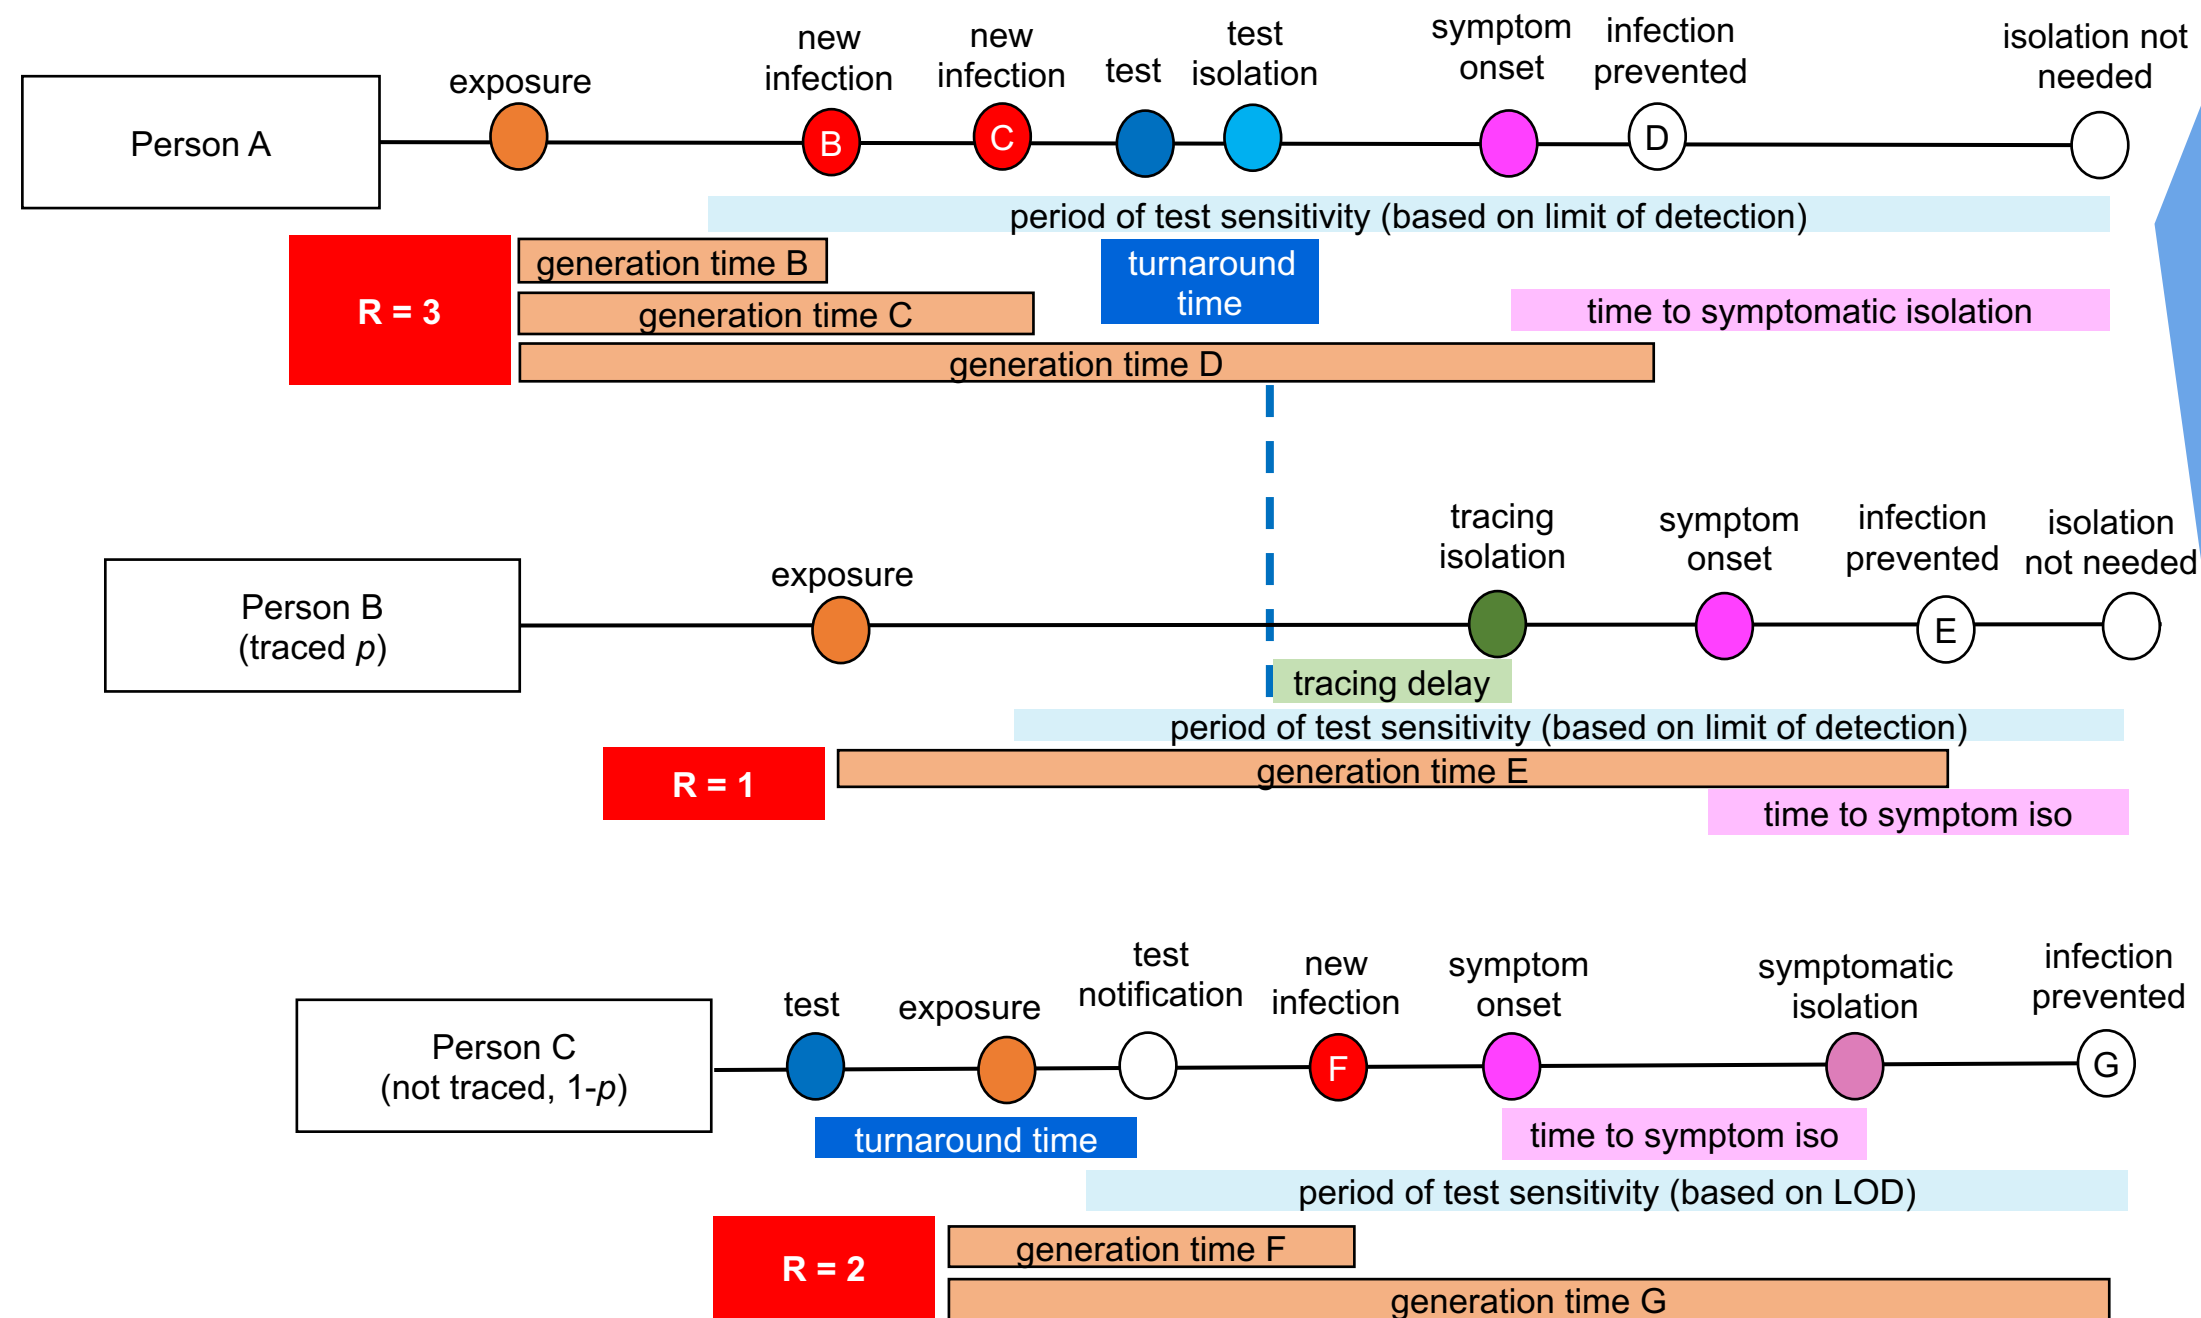 new
infection
new
infection
test
test
isolation
symptom
onset
infection
prevented
isolation not
needed
exposure
Person A
B
C
D
period of test sensitivity (based on limit of detection)
generation time B
turnaround
time
R = 3
generation time C
time to symptomatic isolation
generation time D
tracing
isolation
symptom
onset
infection
prevented
isolation
not needed
exposure
Person B
(traced p)
E
tracing delay
period of test sensitivity (based on limit of detection)
R = 1
generation time E
time to symptom iso
test
exposure
test
notification
new
infection
symptom
onset
symptomatic
isolation
infection
prevented
Person C
(not traced, 1-p)
F
G
turnaround time
time to symptom iso
period of test sensitivity (based on LOD)
R = 2
generation time F
generation time G